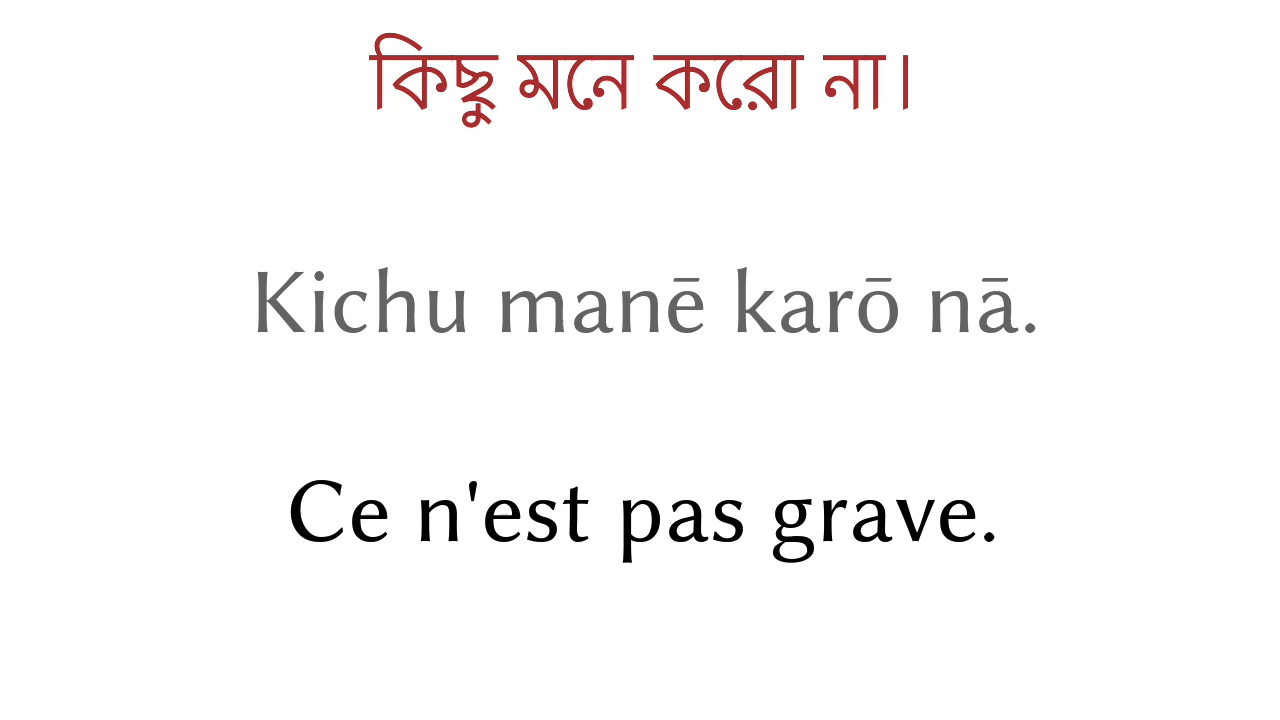 কিছু মনে করো না।
Kichu manē karō nā.
Ce n'est pas grave.